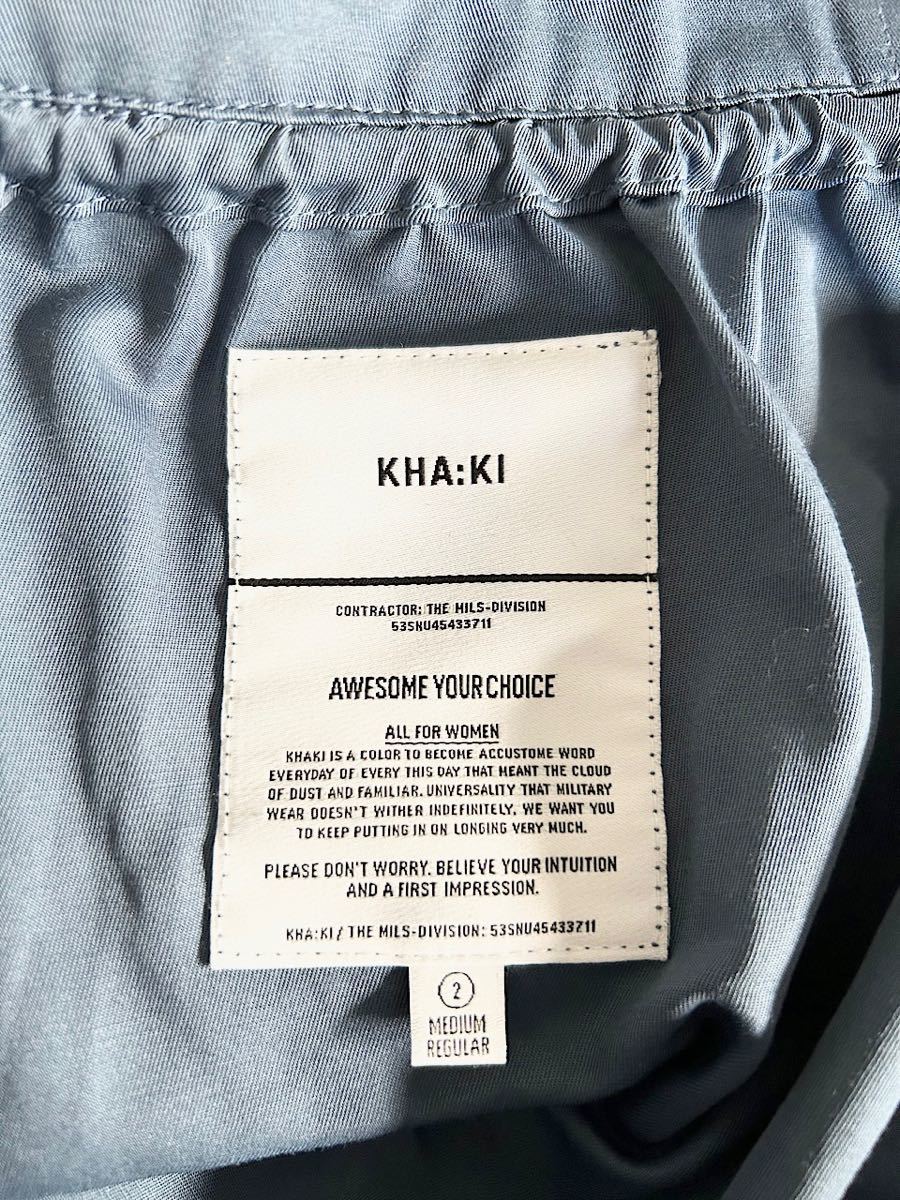 KHA:KI
CONTRACTOR: THE MILS-DIVISION
53SNU45433711
AWESOME YOUR CHOICE
ALL FOR WOMEN
KHAKI IS A COLOR TO BECOME ACCUSTOME WORD
EVERYDAY OF EVERY THIS DAY THAT MEANT THE CLOUD
OF DUST AND FAMILIAR. UNIVERSALITY THAT MILITARY
WEAR DOESN'T WITHER INDEFINITELY. WE WANT YOU
TO KEEP PUTTING IN ON LONGING VERY MUCH.
PLEASE DON'T WORRY. BELIEVE YOUR INTUITION
AND A FIRST IMPRESSION.
KHA:KI / THE MILS-DIVISION: 53SNU45433711
2
MEDIUM
REGULAR